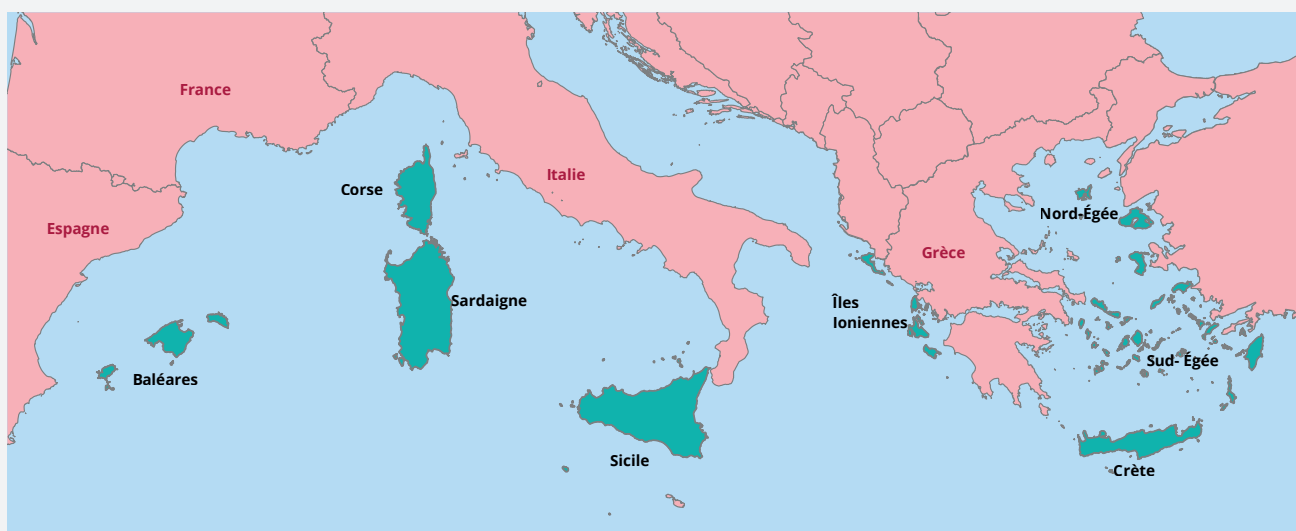 France
Corse
Italie
Espagne
Nord-Égée
Grèce
Sardaigne
Îles
Ioniennes
Baléares
Sud- Égée
Sicile
Crète